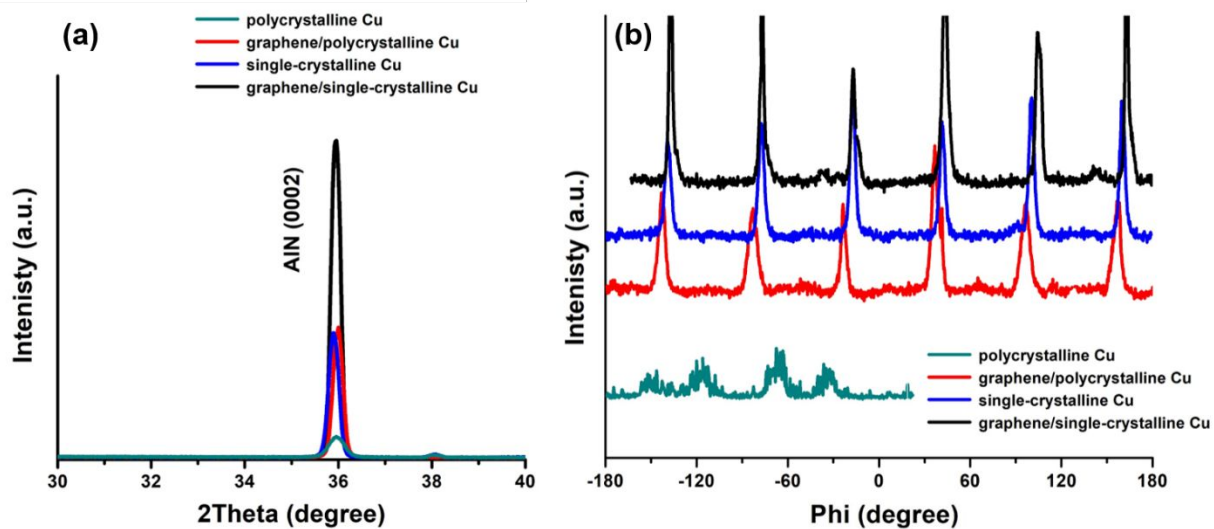 (a)
polycrystalline Cu
graphene/polycrystalline Cu
single-crystalline Cu
graphene/single-crystalline Cu
AlN (0002)
Intenisty (a.u.)
30 32 34 36 38 40
2Theta (degree)
(b)
Intenisty (a.u.)
polycrystalline Cu
graphene/polycrystalline Cu
single-crystalline Cu
graphene/single-crystalline Cu
-180 -120 -60 0 60 120 180
Phi (degree)